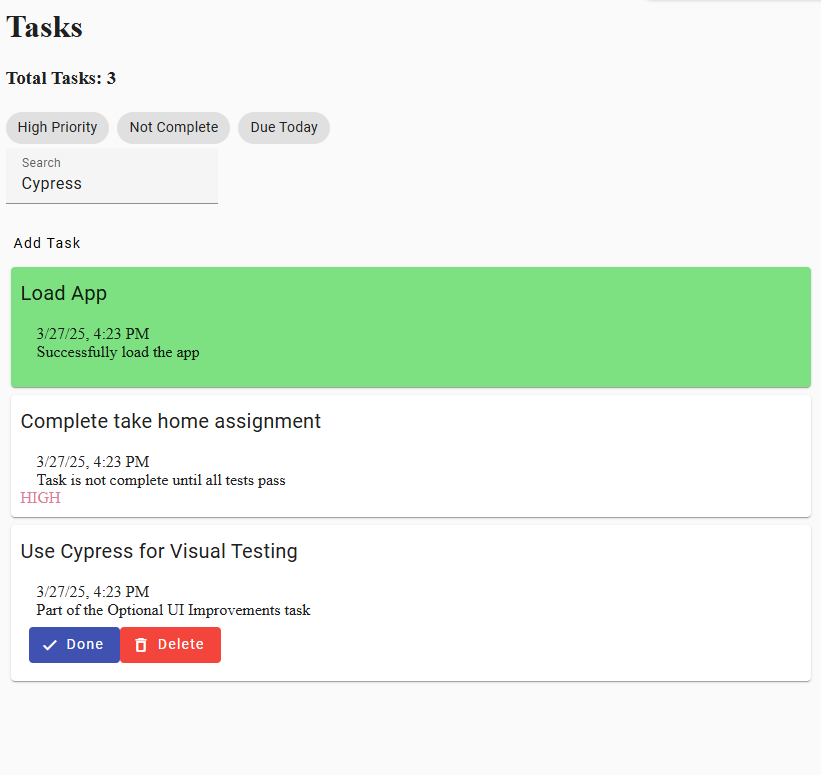 Tasks
Total Tasks: 3
High Priority Not Complete Due Today
Search
Cypress
Add Task
Load App
3/27/25, 4:23 PM
Successfully load the app
Complete take home assignment
3/27/25, 4:23 PM
Task is not complete until all tests pass
HIGH
Use Cypress for Visual Testing
3/27/25, 4:23 PM
Part of the Optional UI Improvements task
Done Delete